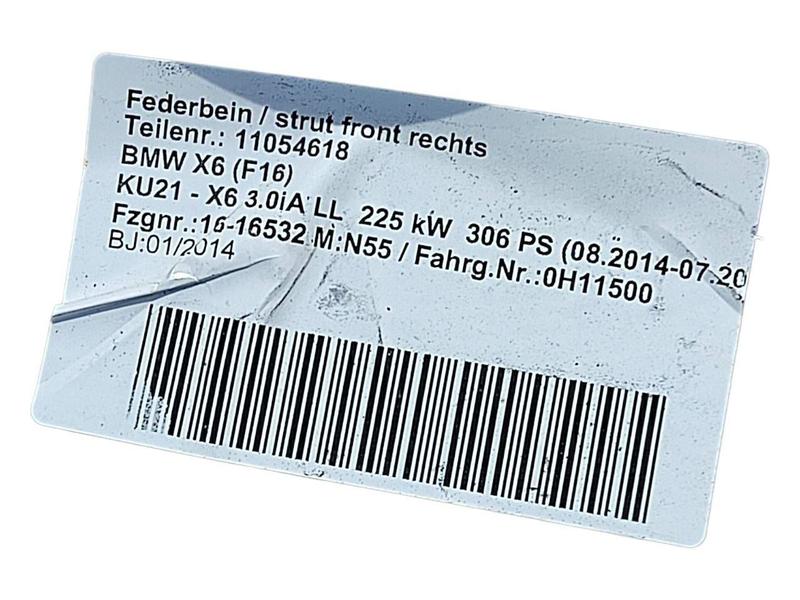 Federbein / strut front rechts
Teilenr.: 11054618
BMW X6 (F16)
KU21 - X6 3.0iA LL 225 kW 306 PS (08.2014-07.20
Fzgnr.:16-16532 M:N55 / Fahrg.Nr.:0H11500
BJ:01/2014